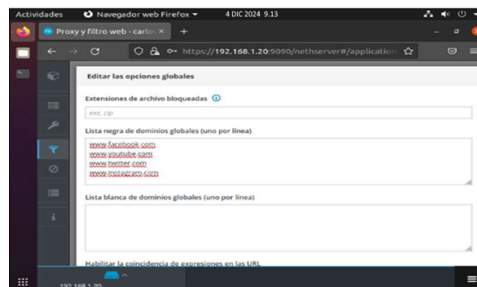 Actividades
Navegador web Firefox
4 DIC 2024 9.13
Proxy y filtro web - carlos
https://192.168.1.20:9090/nethserver#/application
Editar las opciones globales
Extensiones de archivo bloqueadas
exe, zip
Lista negra de dominios globales (uno por línea)
www.facebook.com
www.youtube.com
www.twitter.com
www.instagram.com
Lista blanca de dominios globales (uno por línea)
Habilitar la coincidencia de expresiones en las URL
192.168.1.20